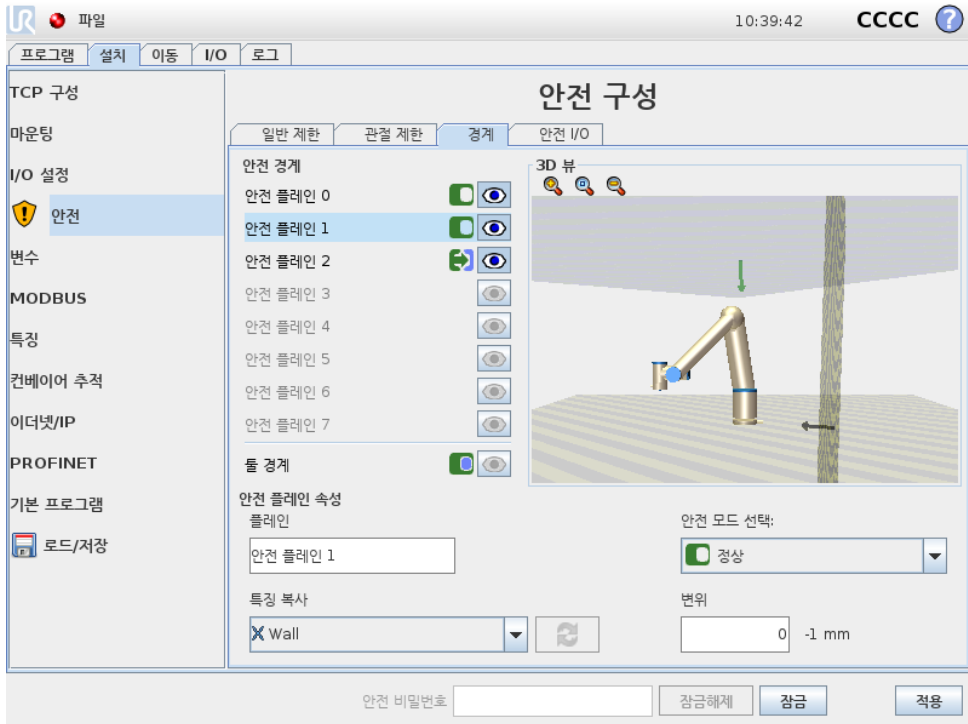 UR 파일 10:39:42 CCCC ?
프로그램 설치 이동 I/O 로그
TCP 구성
마운팅
I/O 설정
안전
변수
MODBUS
특징
컨베이어 추적
이더넷/IP
PROFINET
기본 프로그램
로드/저장
안전 구성
일반 제한 관절 제한 경계 안전 I/O
안전 경계
안전 플레인 0
안전 플레인 1
안전 플레인 2
안전 플레인 3
안전 플레인 4
안전 플레인 5
안전 플레인 6
안전 플레인 7
툴 경계
3D 뷰
안전 플레인 속성
플레인
안전 플레인 1
안전 모드 선택:
정상
특징 복사
Wall
변위
0 -1 mm
안전 비밀번호 잠금해제 잠금 적용